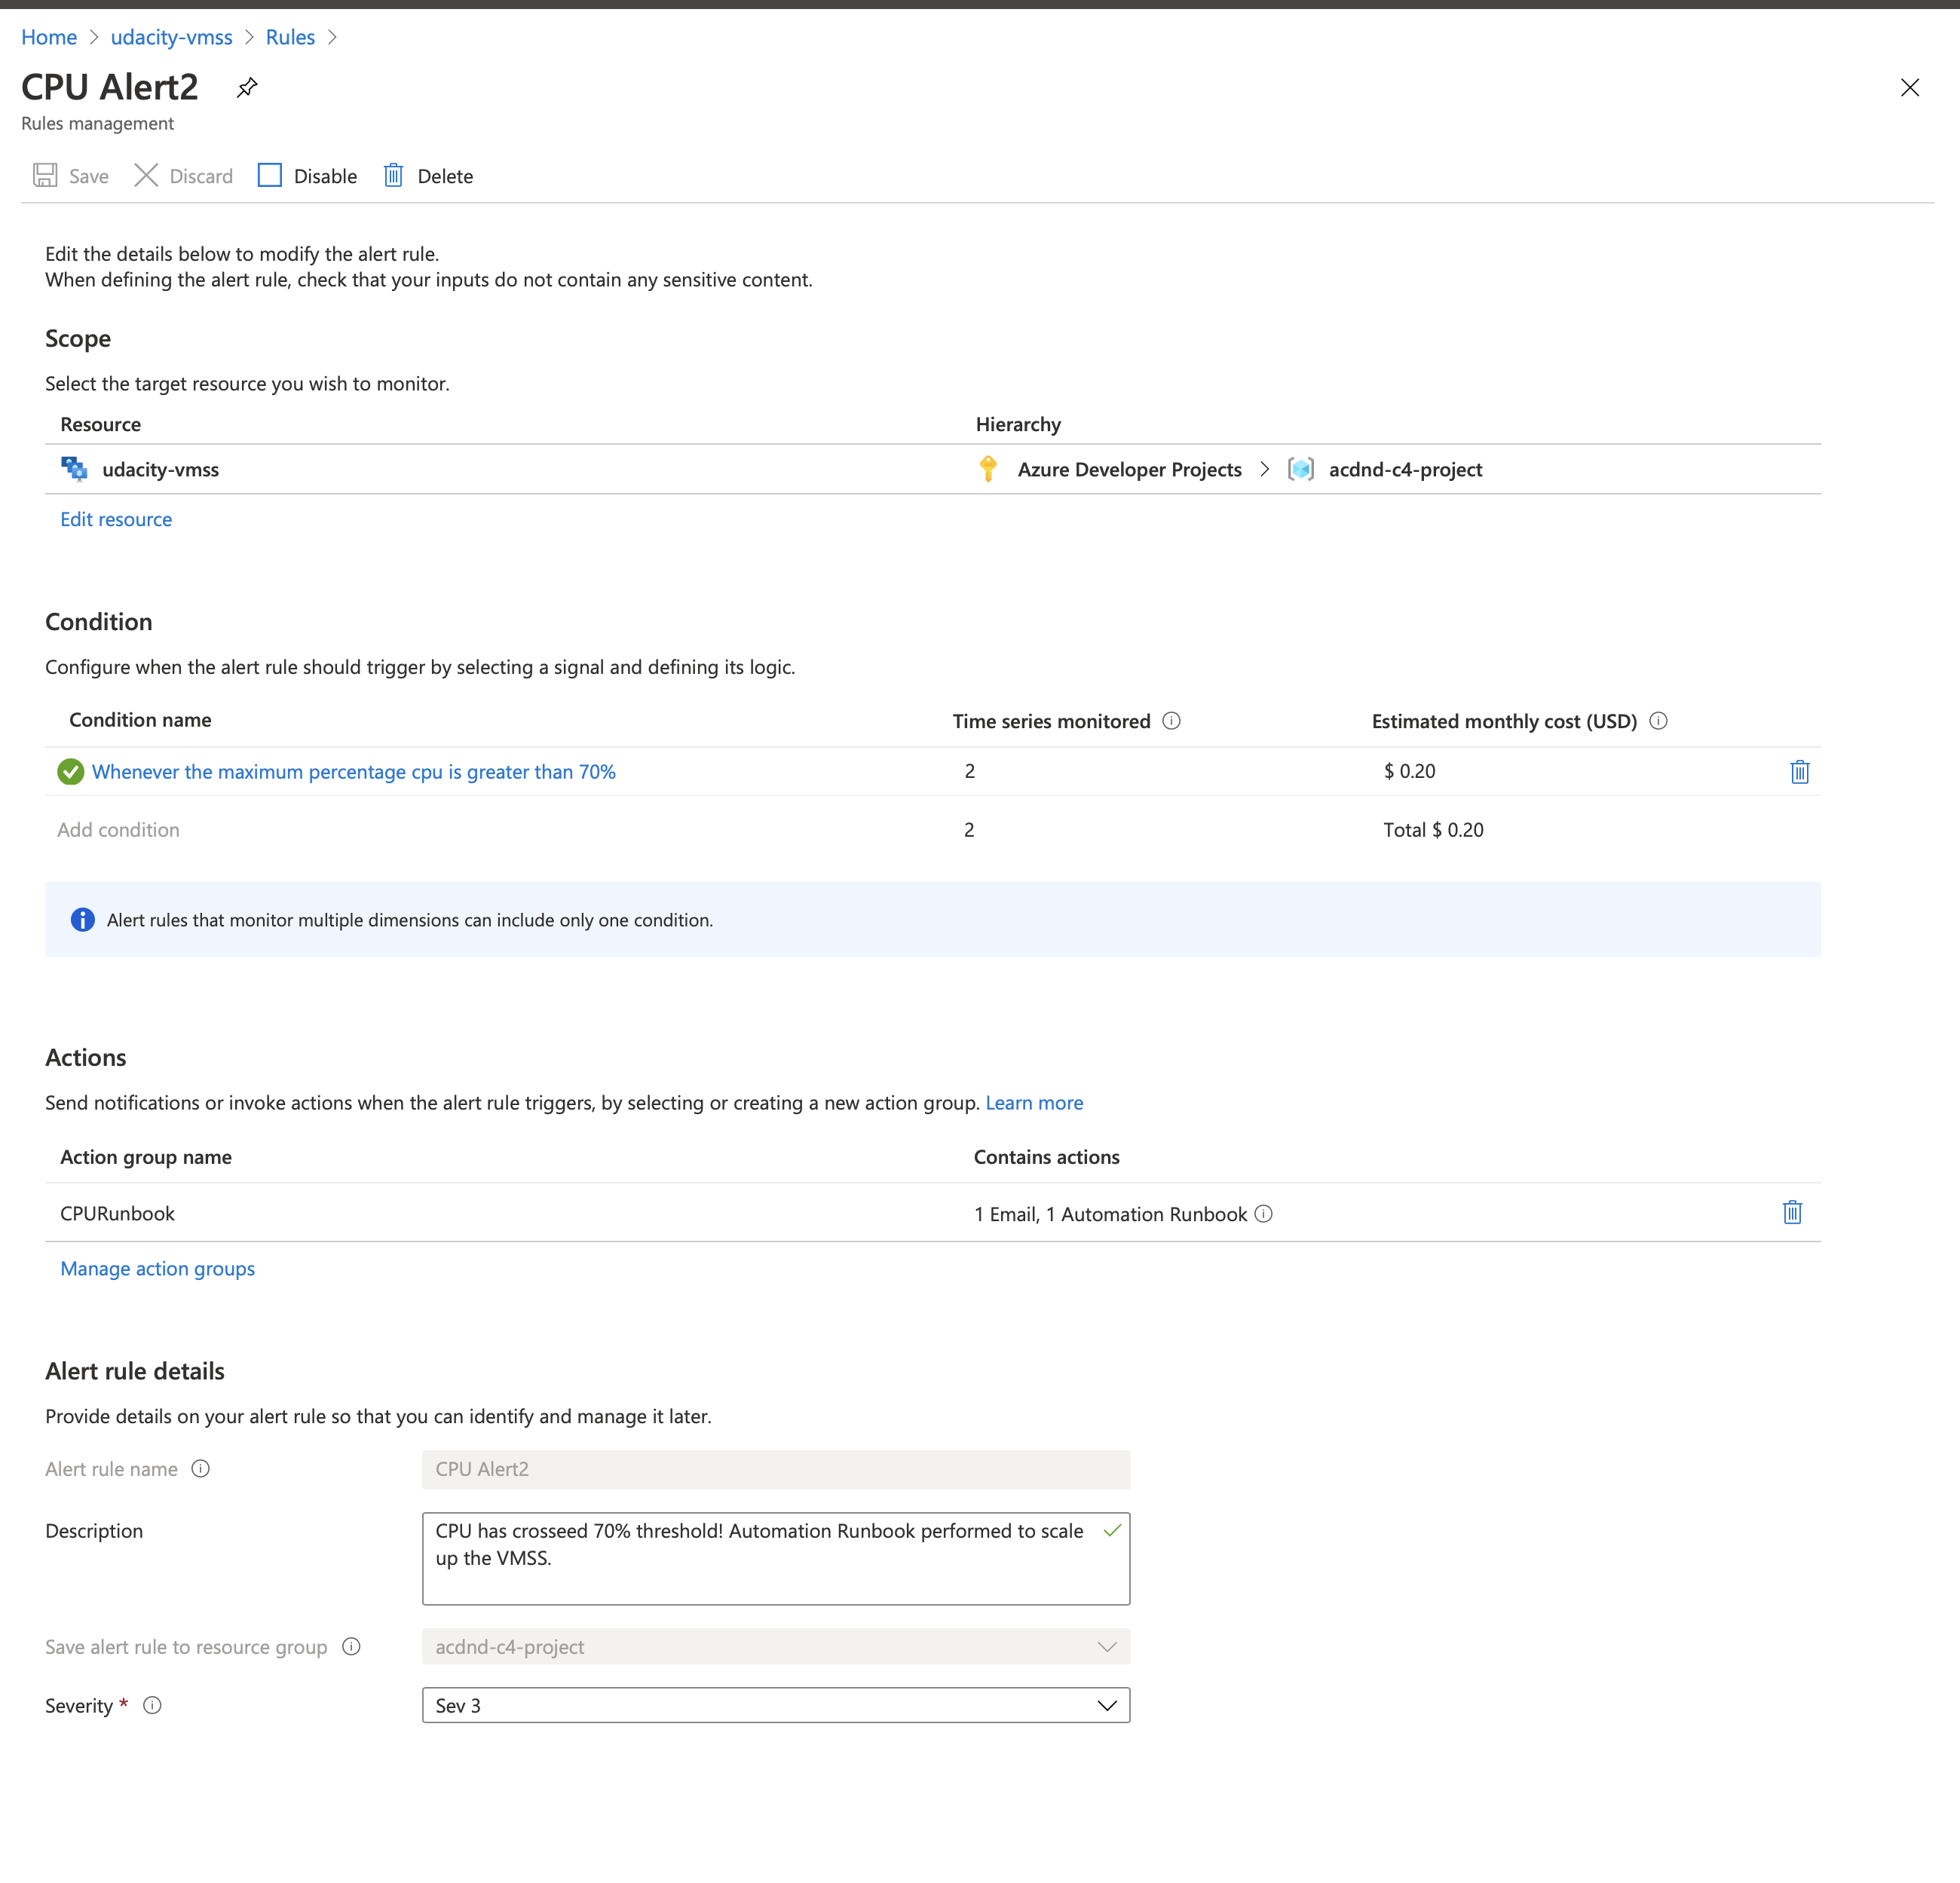 Home > udacity-vmss > Rules >
CPU Alert2
Rules management
Save Discard Disable Delete
Edit the details below to modify the alert rule.
When defining the alert rule, check that your inputs do not contain any sensitive content.
Scope
Select the target resource you wish to monitor.
Resource Hierarchy
udacity-vmss Azure Developer Projects > acdnd-c4-project
Edit resource
Condition
Configure when the alert rule should trigger by selecting a signal and defining its logic.
Condition name Time series monitored Estimated monthly cost (USD)
Whenever the maximum percentage cpu is greater than 70% 2 $ 0.20
Add condition 2 Total $ 0.20
Alert rules that monitor multiple dimensions can include only one condition.
Actions
Send notifications or invoke actions when the alert rule triggers, by selecting or creating a new action group. Learn more
Action group name Contains actions
CPURunbook 1 Email, 1 Automation Runbook
Manage action groups
Alert rule details
Provide details on your alert rule so that you can identify and manage it later.
Alert rule name CPU Alert2
Description CPU has crosseed 70% threshold! Automation Runbook performed to scale
up the VMSS.
Save alert rule to resource group acdnd-c4-project
Severity * Sev 3